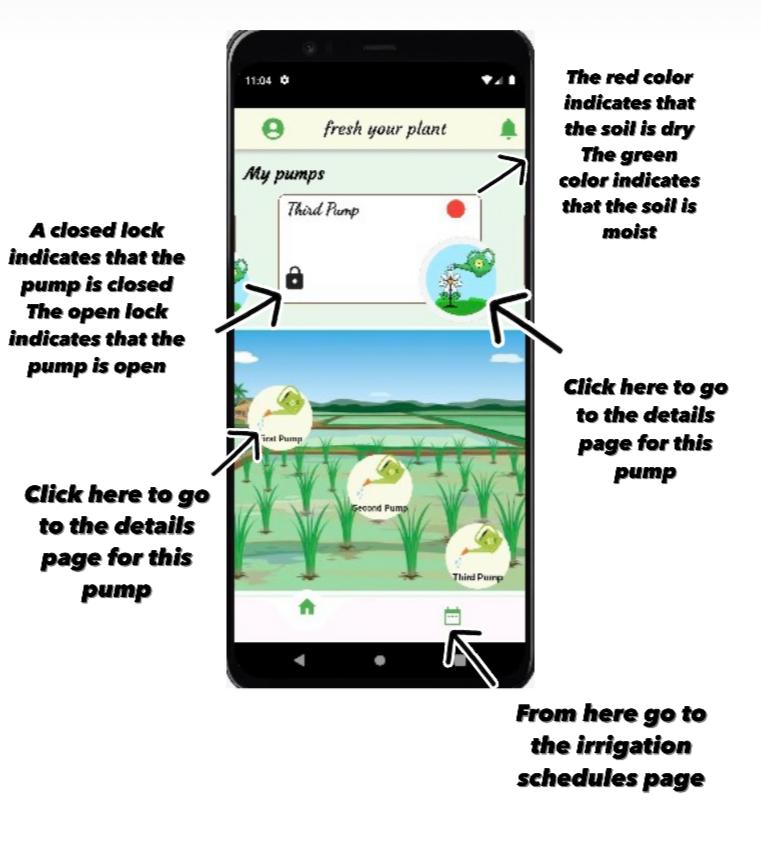 11:04
fresh your plant
My pumps
Third Pump
The red color
indicates that
the soil is dry
The green
color indicates
that the soil is
moist
A closed lock
indicates that the
pump is closed
The open lock
indicates that the
pump is open
Click here to go
to the details
page for this
pump
First Pump
Second Pump
Third Pump
Click here to go
to the details
page for this
pump
From here go to
the irrigation
schedules page